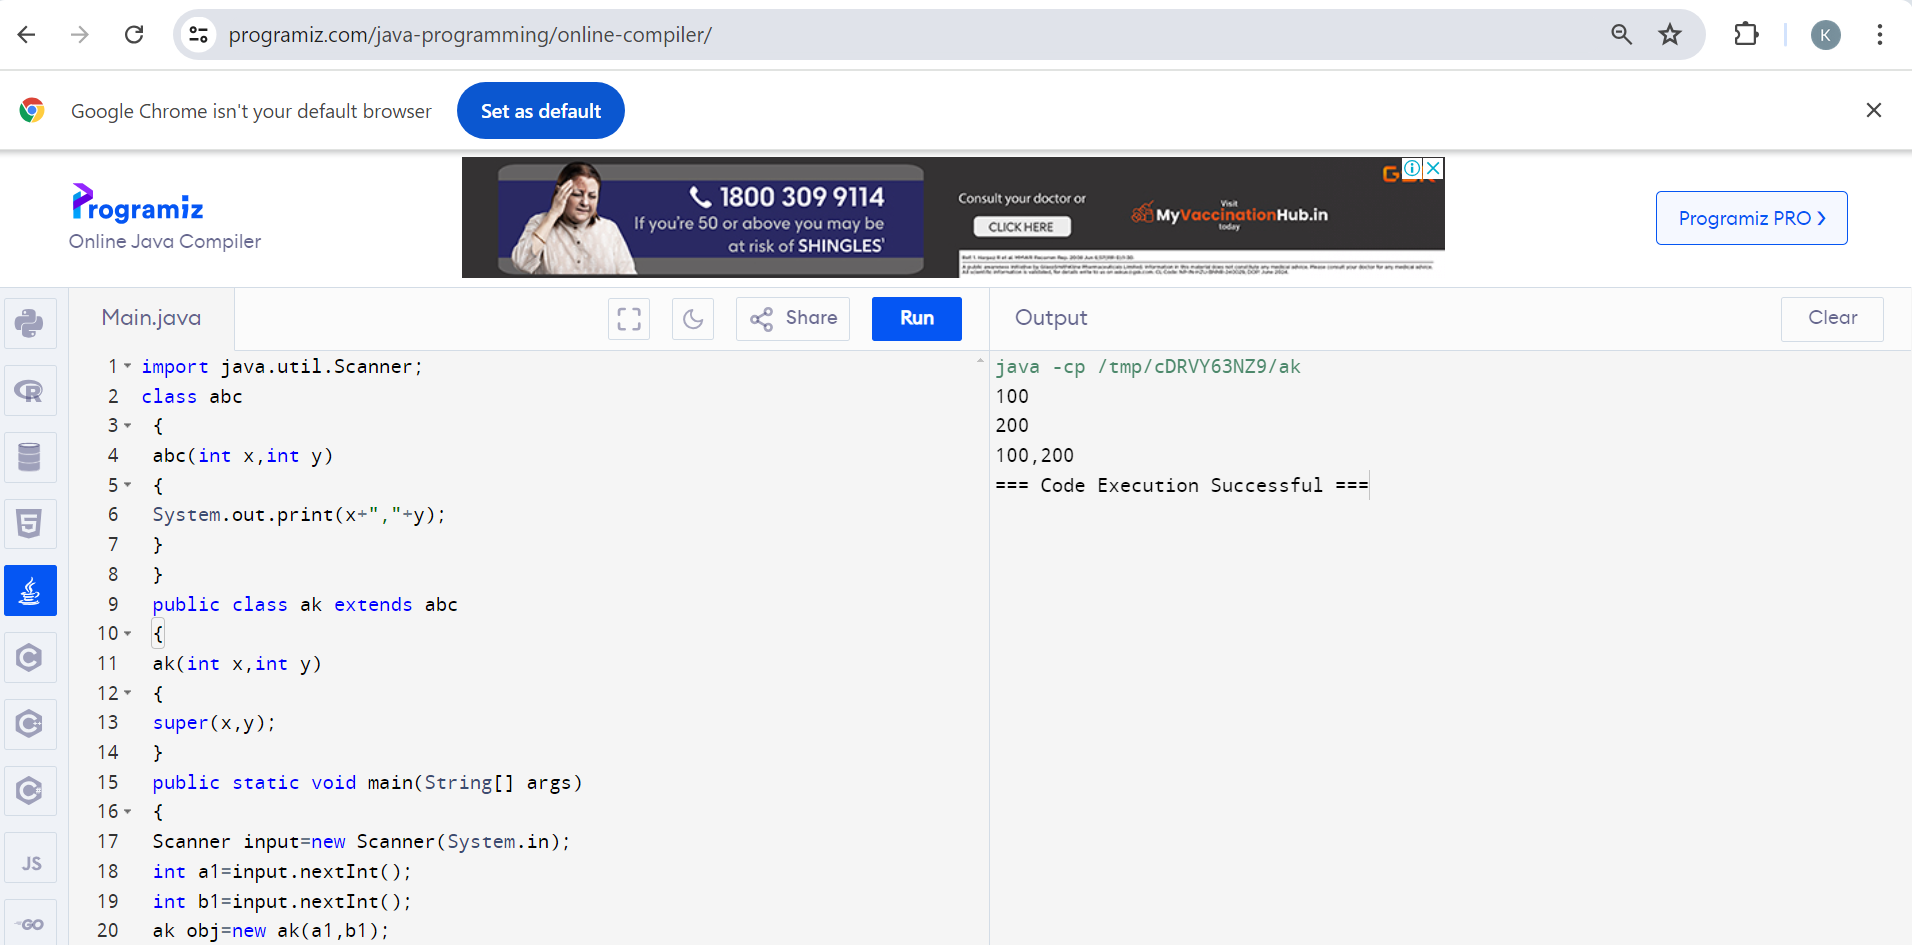 programiz.com/java-programming/online-compiler/
K
Google Chrome isn't your default browser
Set as default
1800 309 9114
If you're 50 or above you may be
at risk of SHINGLES'
Consult your doctor or
CLICK HERE
Visit
MyVaccinationHub.in
today
Programiz
Online Java Compiler
Programiz PRO
Main.java
Share
Run
Output
Clear
1 import java.util.Scanner;
2 class abc
3 {
4 abc(int x,int y)
5 {
6 System.out.print(x+","+y);
7 }
8 }
9 public class ak extends abc
10 {
11 ak(int x,int y)
12 {
13 super(x,y);
14 }
15 public static void main(String[] args)
16 {
17 Scanner input=new Scanner(System.in);
18 int a1=input.nextInt();
19 int b1=input.nextInt();
20 ak obj=new ak(a1,b1);
java -cp /tmp/cDRVY63NZ9/ak
100
200
100,200
=== Code Execution Successful ===
R
5
C
C++
C#
JS
GO